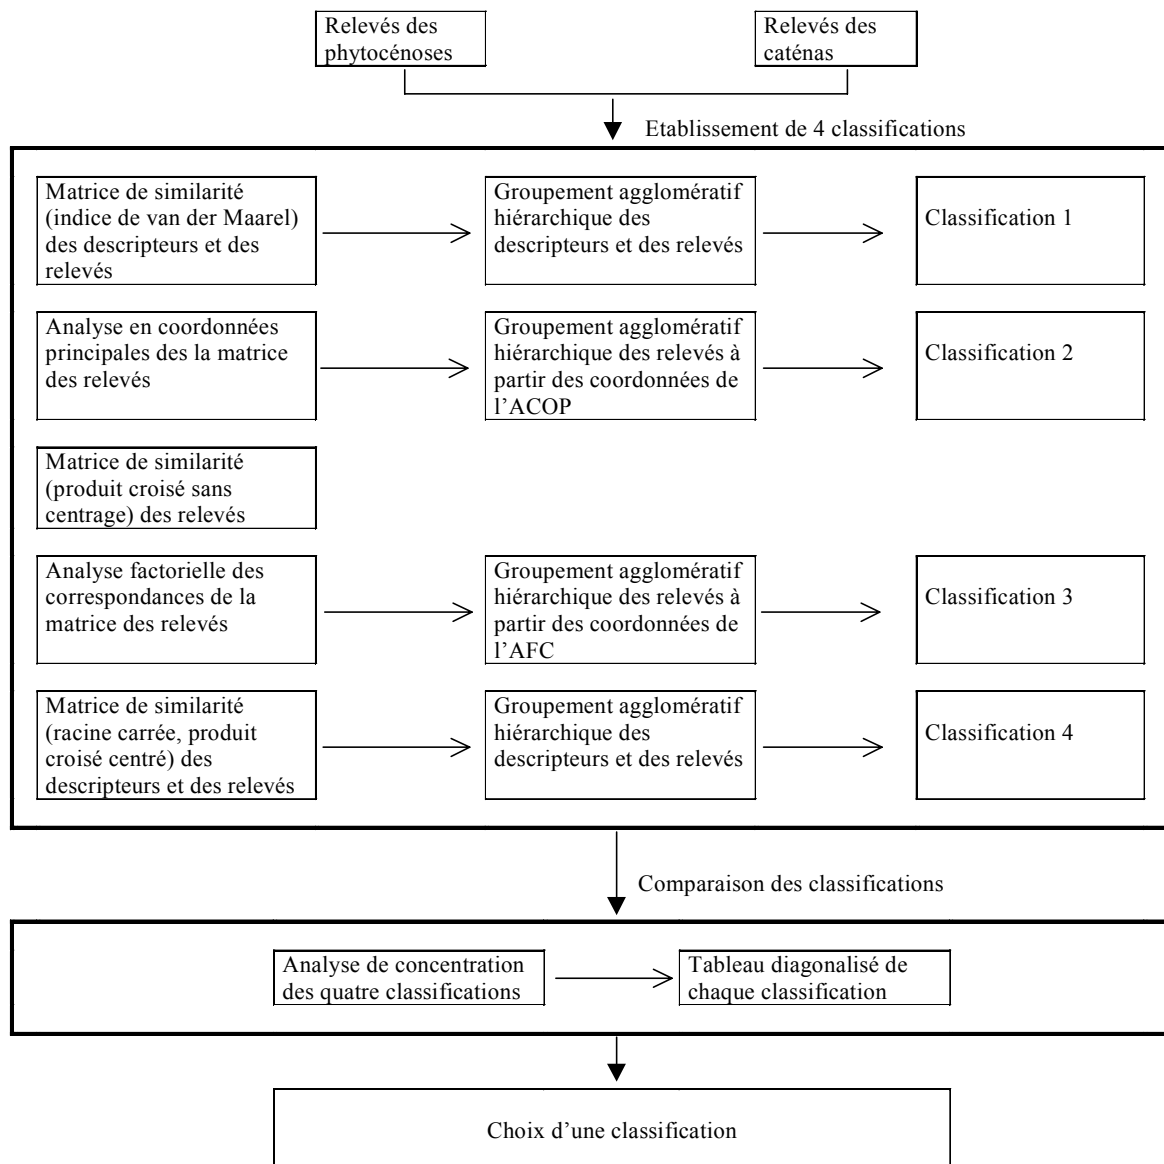 Relevés des
phytocénoses
Relevés des
caténas
Etablissement de 4 classifications
Matrice de similarité
(indice de van der Maarel)
des descripteurs et des
relevés
Groupement agglomératif
hiérarchique des
descripteurs et des relevés
Classification 1
Analyse en coordonnées
principales des la matrice
des relevés
Groupement agglomératif
hiérarchique des relevés à
partir des coordonnées de
l’ACOP
Classification 2
Matrice de similarité
(produit croisé sans
centrage) des relevés
Analyse factorielle des
correspondances de la
matrice des relevés
Groupement agglomératif
hiérarchique des relevés à
partir des coordonnées de
l’AFC
Classification 3
Matrice de similarité
(racine carrée, produit
croisé centré) des
descripteurs et des relevés
Groupement agglomératif
hiérarchique des
descripteurs et des relevés
Classification 4
Comparaison des classifications
Analyse de concentration
des quatre classifications
Tableau diagonalisé de
chaque classification
Choix d’une classification